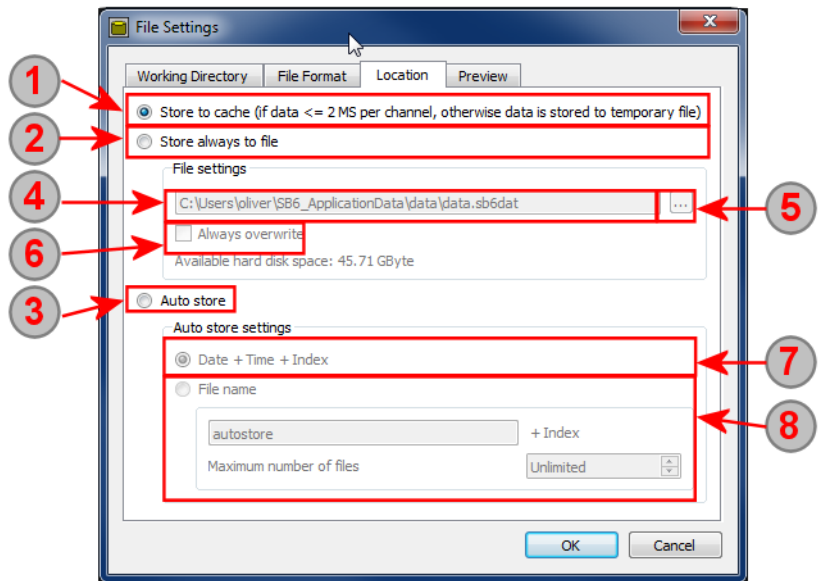 File Settings
Working Directory File Format Location Preview
1
Store to cache (if data <= 2 MS per channel, otherwise data is stored to temporary file)
2
Store always to file
File settings
4
C:\Users\oliver\SB6_ApplicationData\data\data.sb6dat ...
5
Always overwrite
6
Available hard disk space: 45.71 GByte
3
Auto store
Auto store settings
Date + Time + Index
7
File name
8
autostore + Index
Maximum number of files Unlimited
OK Cancel